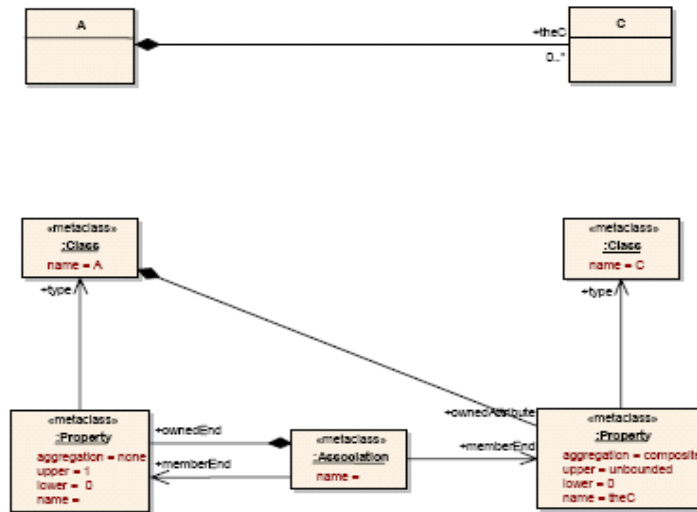 A
C
+theC
0..*
«metaclass»
:Class
name = A
«metaclass»
:Class
name = C
+type
+type
«metaclass»
:Property
aggregation = none
upper = 1
lower = 0
name =
+ownedEnd
+memberEnd
«metaclass»
:Association
name =
+ownedAttribute
+memberEnd
«metaclass»
:Property
aggregation = composite
upper = unbounded
lower = 0
name = theC